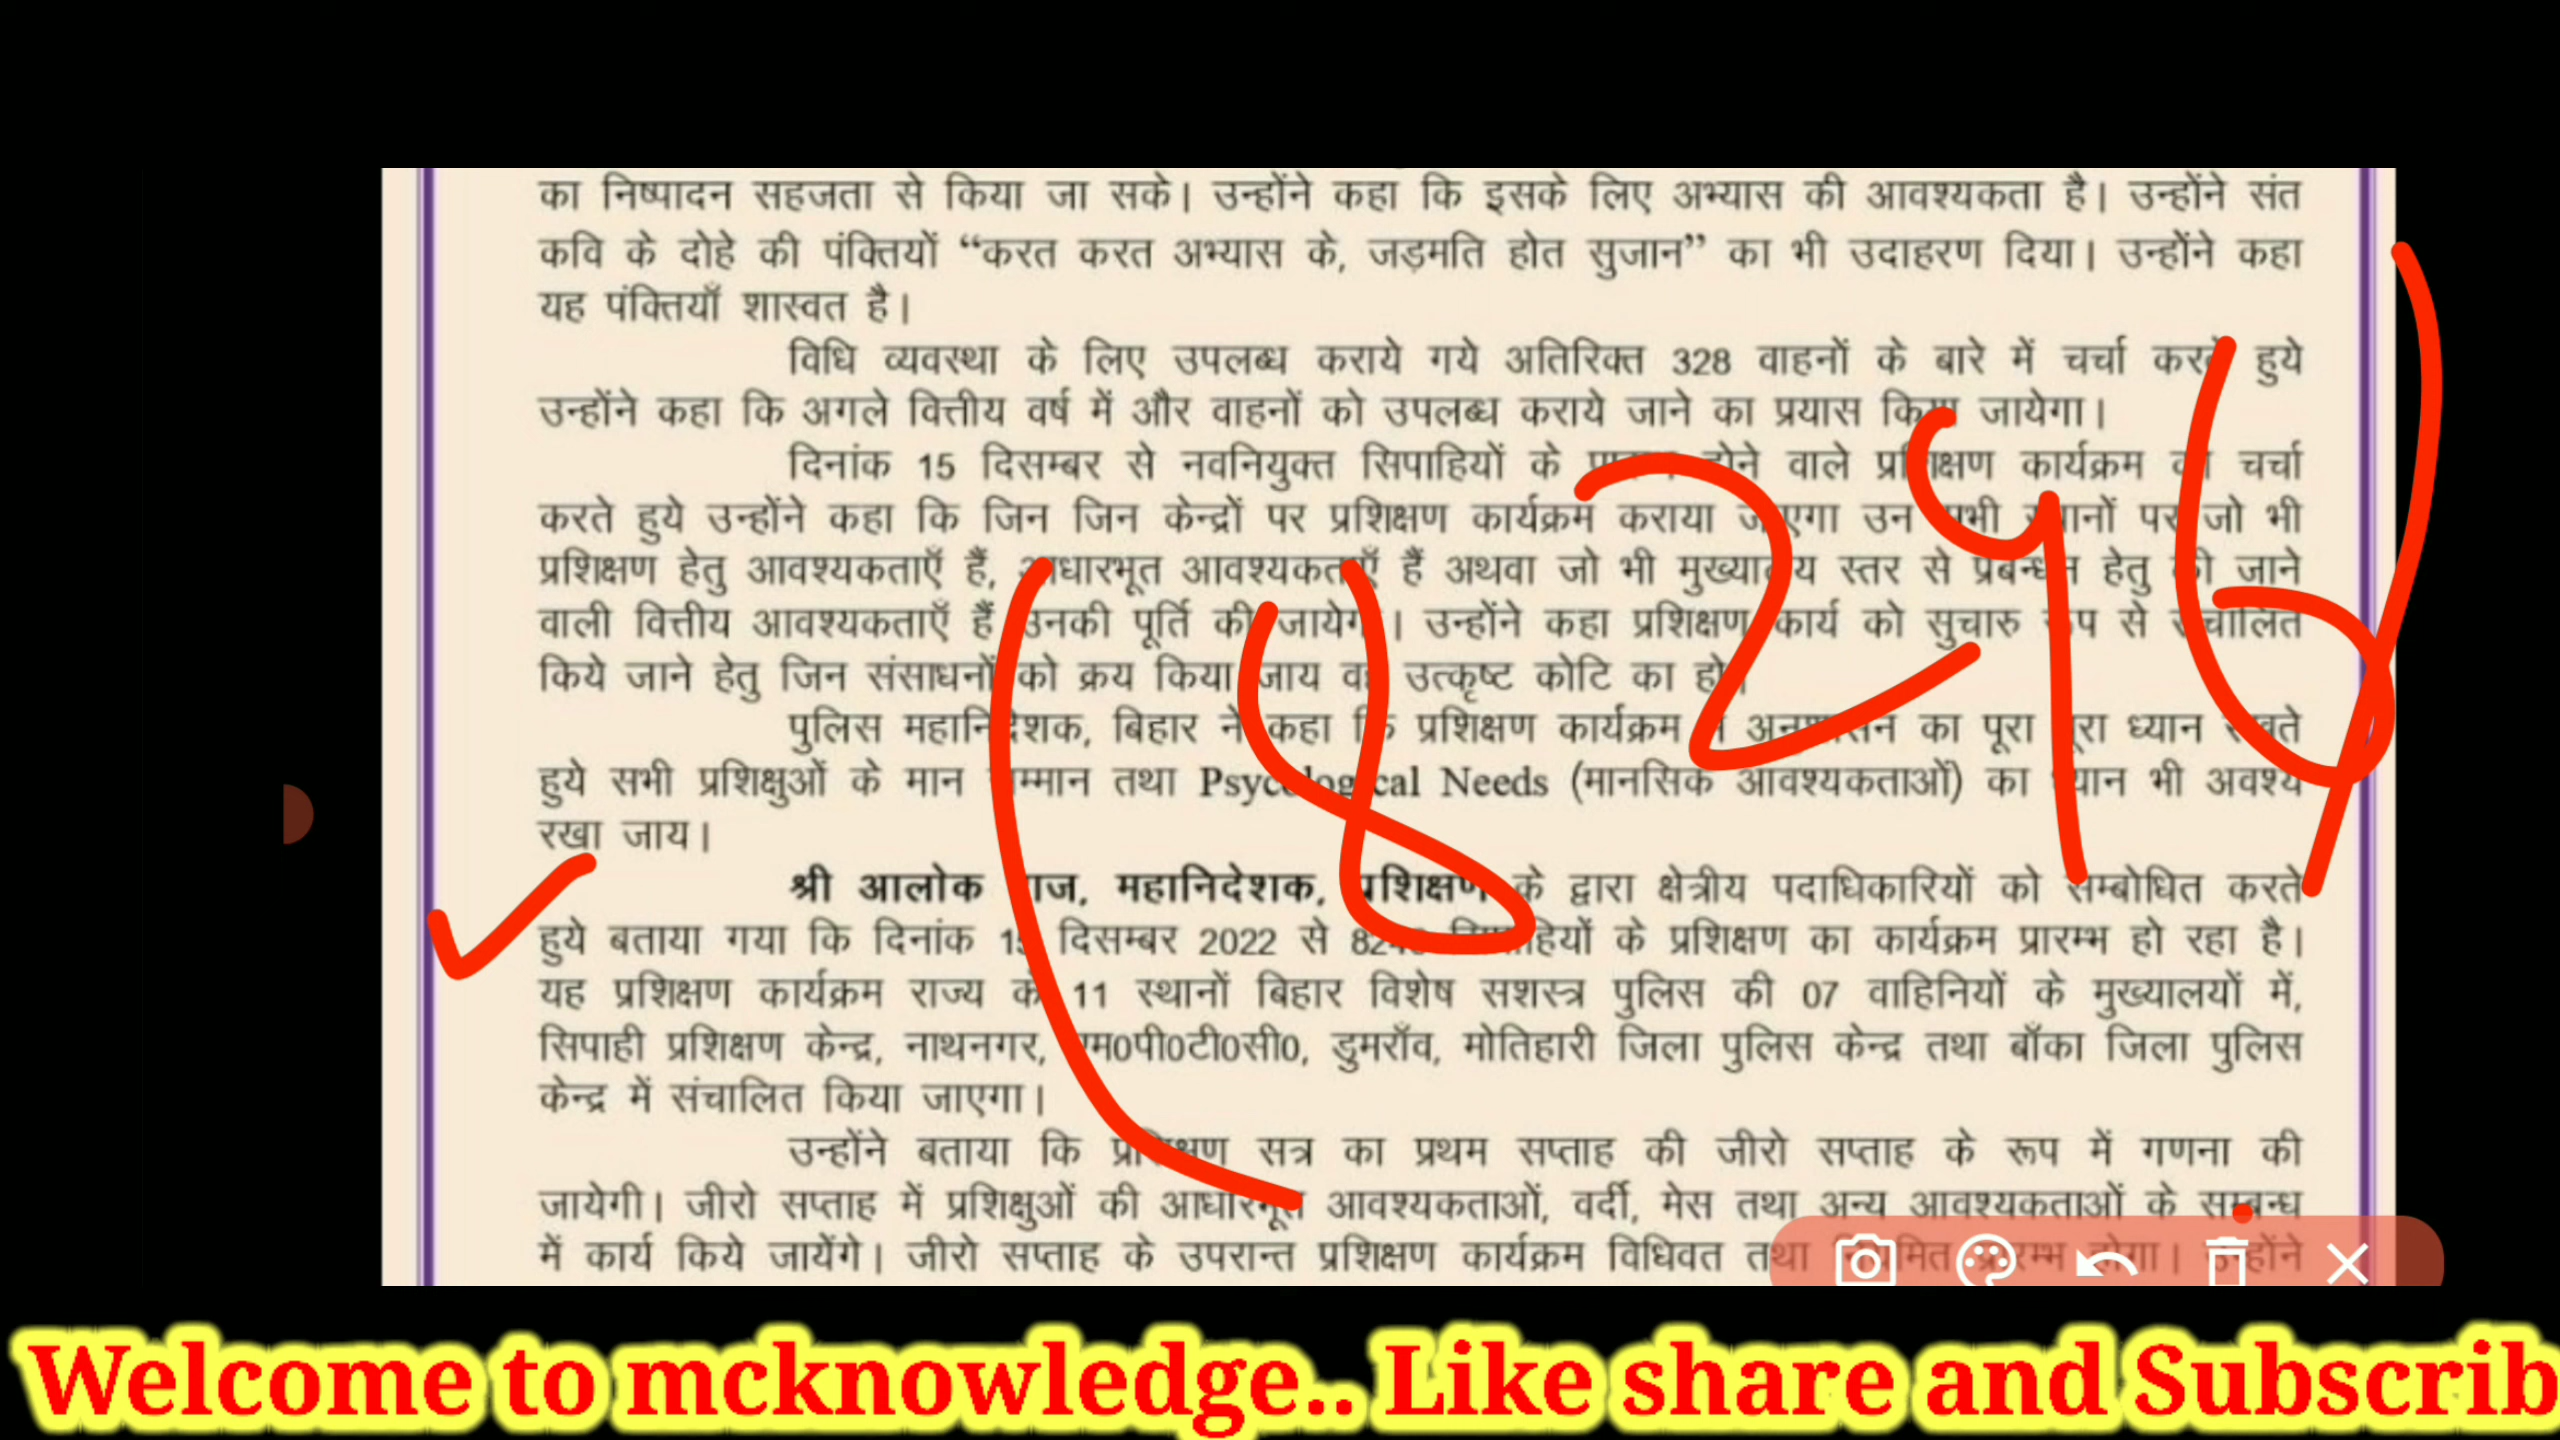 का निष्पादन सहजता से किया जा सके। उन्होंने कहा कि इसके लिए अभ्यास की आवश्यकता है। उन्होंने संत
कवि के दोहे की पंक्तियों “करत करत अभ्यास के, जड़मति होत सुजान” का भी उदाहरण दिया। उन्होंने कहा
यह पंक्तियाँ शास्वत है।
विधि व्यवस्था के लिए उपलब्ध कराये गये अतिरिक्त 328 वाहनों के बारे में चर्चा करते हुये
उन्होंने कहा कि अगले वित्तीय वर्ष में और वाहनों को उपलब्ध कराये जाने का प्रयास किया जायेगा।
दिनांक 15 दिसम्बर से नवनियुक्त सिपाहियों के होने वाले प्रशिक्षण कार्यक्रम चर्चा
करते हुये उन्होंने कहा कि जिन जिन केन्द्रों पर प्रशिक्षण कार्यक्रम कराया जाएगा उन सभी स्थानों पर जो भी
प्रशिक्षण हेतु आवश्यकताएँ हैं, आधारभूत आवश्यकताएँ हैं अथवा जो भी मुख्यालय स्तर से प्रबन्धन हेतु की जाने
वाली वित्तीय आवश्यकताएँ हैं उनकी पूर्ति की जायेगी। उन्होंने कहा प्रशिक्षण कार्य को सुचारु रूप से संचालित
किये जाने हेतु जिन संसाधनों को क्रय किया जाय वह उत्कृष्ट कोटि का हो।
पुलिस महानिदेशक, बिहार ने कहा कि प्रशिक्षण कार्यक्रम में अनुशासन का पूरा पूरा ध्यान रखते
हुये सभी प्रशिक्षुओं के मान सम्मान तथा Psycological Needs (मानसिक आवश्यकताओं) का ध्यान भी अवश्य
रखा जाय।
श्री आलोक राज, महानिदेशक, प्रशिक्षण के द्वारा क्षेत्रीय पदाधिकारियों को सम्बोधित करते
हुये बताया गया कि दिनांक 15 दिसम्बर 2022 से 8246 सिपाहियों के प्रशिक्षण का कार्यक्रम प्रारम्भ हो रहा है।
यह प्रशिक्षण कार्यक्रम राज्य के 11 स्थानों बिहार विशेष सशस्त्र पुलिस की 07 वाहिनियों के मुख्यालयों में,
सिपाही प्रशिक्षण केन्द्र, नाथनगर, एम0पी0टी0सी0, डुमराँव, मोतिहारी जिला पुलिस केन्द्र तथा बाँका जिला पुलिस
केन्द्र में संचालित किया जाएगा।
उन्होंने बताया कि प्रशिक्षण सत्र का प्रथम सप्ताह की जीरो सप्ताह के रूप में गणना की
जायेगी। जीरो सप्ताह में प्रशिक्षुओं की आधारभूत आवश्यकताओं, वर्दी, मेस तथा अन्य आवश्यकताओं के सम्बन्ध
में कार्य किये जायेंगे। जीरो सप्ताह के उपरान्त प्रशिक्षण कार्यक्रम विधिवत तथा नियमित प्रारम्भ होगा। उन्होंने
(8246)
Welcome to mcknowledge.. Like share and Subscrib